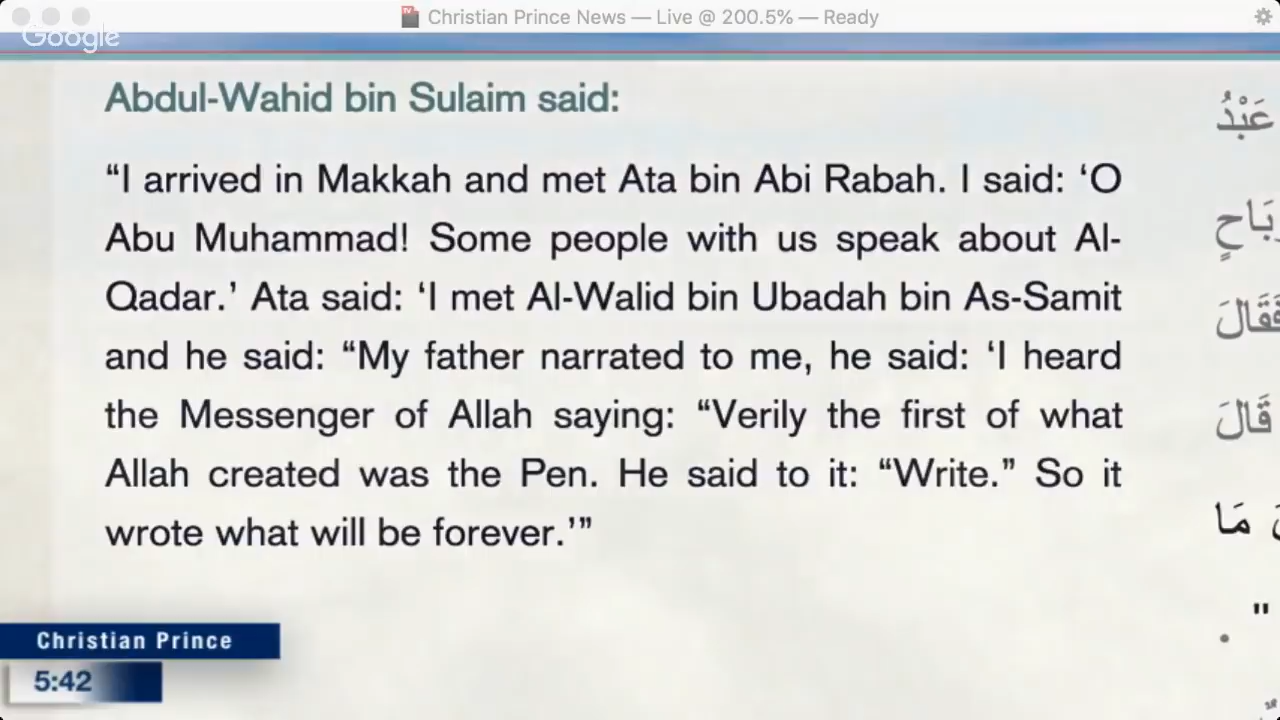 Christian Prince News — Live @ 200.5% — Ready
Google
Abdul-Wahid bin Sulaim said:
“I arrived in Makkah and met Ata bin Abi Rabah. I said: ‘O
Abu Muhammad! Some people with us speak about Al-
Qadar.’ Ata said: ‘I met Al-Walid bin Ubadah bin As-Samit
and he said: “My father narrated to me, he said: ‘I heard
the Messenger of Allah saying: “Verily the first of what
Allah created was the Pen. He said to it: “Write.” So it
wrote what will be forever.’”
عَبْدُ
قَالَ
مَا
Christian Prince
5:42